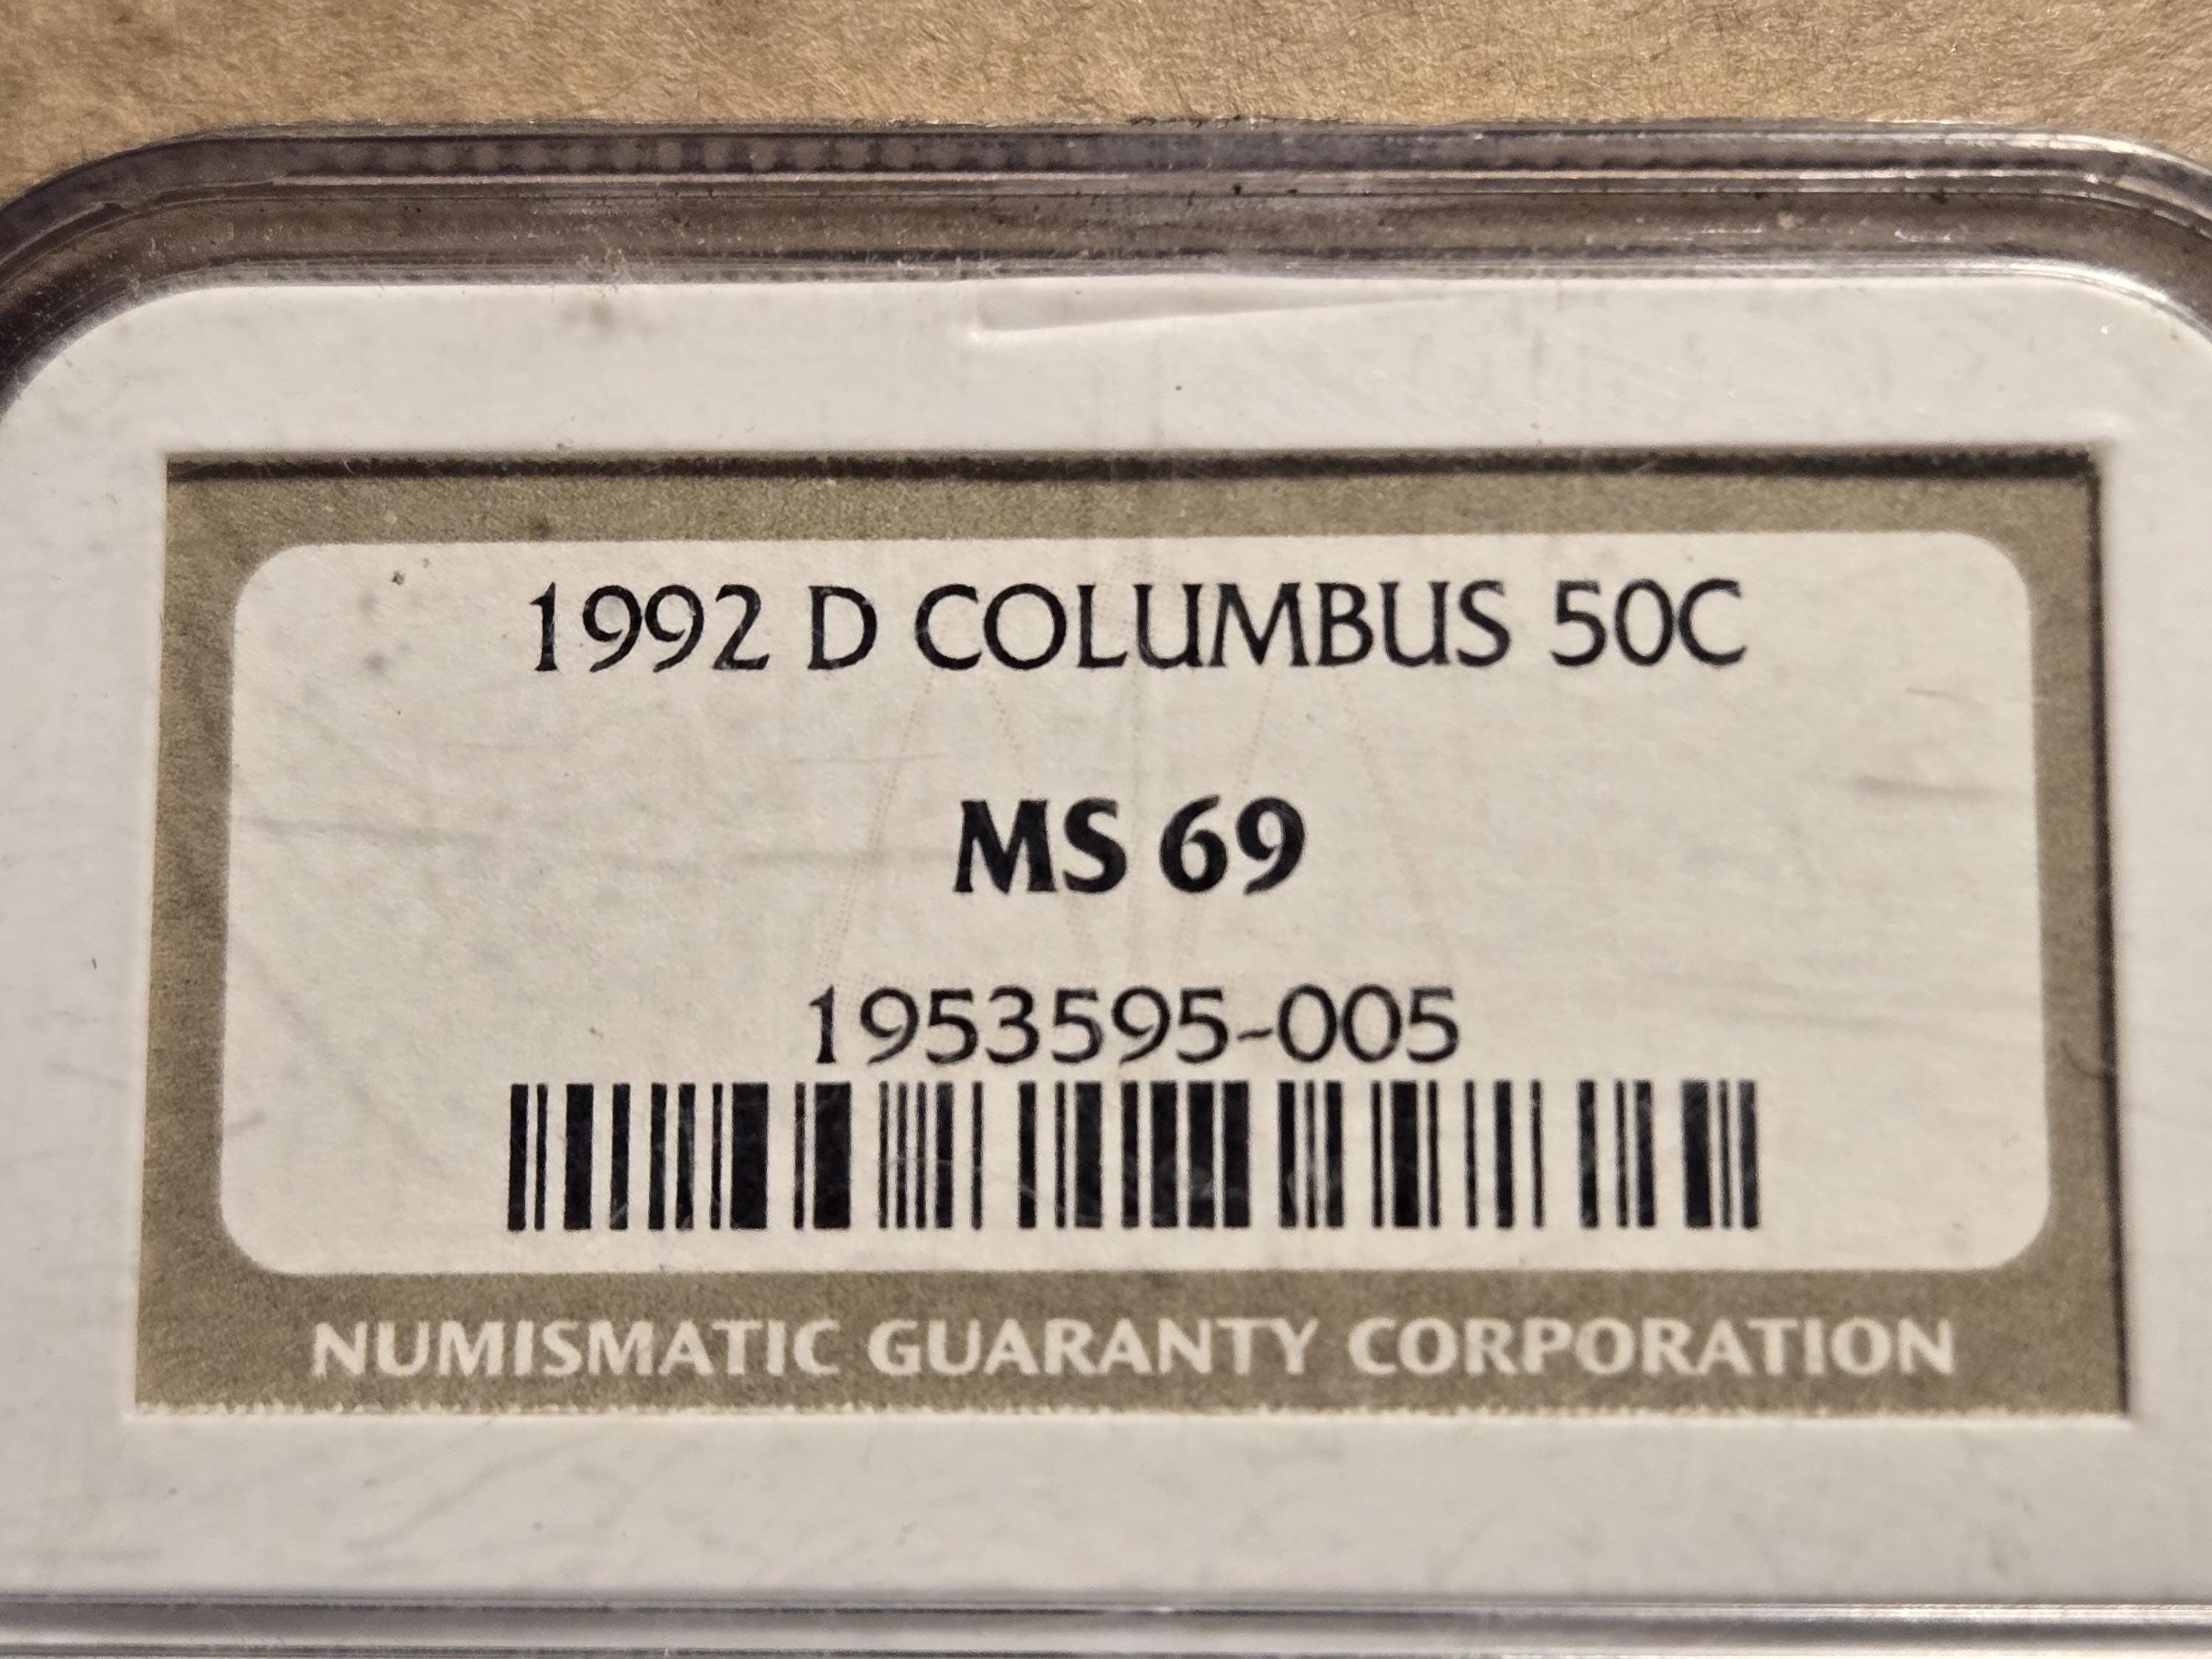 1992 D COLUMBUS 50C
MS 69
1953595-005
NUMISMATIC GUARANTY CORPORATION